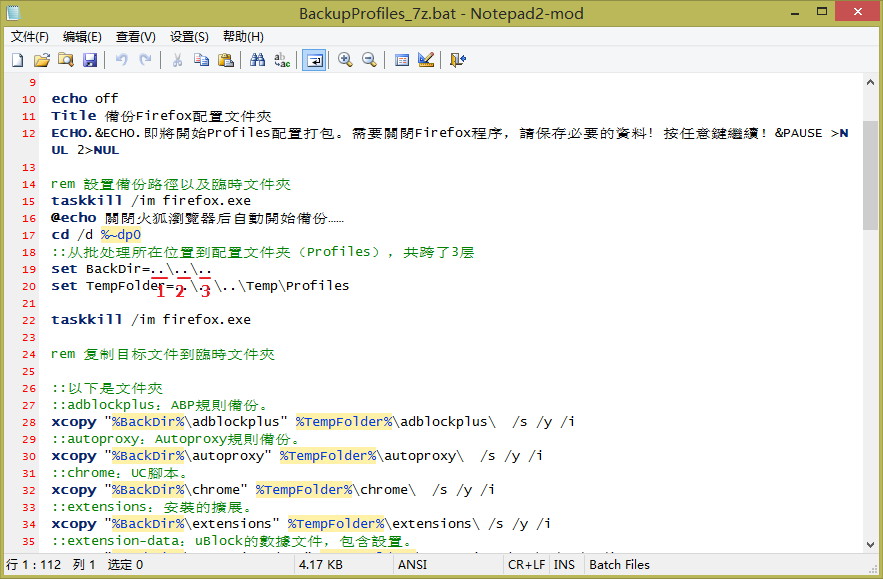 BackupProfiles_7z.bat - Notepad2-mod
文件(F) 编辑(E) 查看(V) 设置(S) 帮助(H)
9
10 echo off
11 Title 備份Firefox配置文件夾
12 ECHO.&ECHO.即將開始Profiles配置打包。需要關閉Firefox程序，請保存必要的資料！按任意鍵繼續！&PAUSE >N
UL 2>NUL
13
14 rem 設置備份路徑以及臨時文件夾
15 taskkill /im firefox.exe
16 @echo 關閉火狐瀏覽器后自動開始備份……
17 cd /d %~dp0
18 ::从批处理所在位置到配置文件夹（Profiles），共跨了3层
19 set BackDir=..\..\..
20 set TempFolder=..\..\..\Temp\Profiles
1 2 3
21
22 taskkill /im firefox.exe
23
24 rem 复制目标文件到臨時文件夾
25
26 ::以下是文件夾
27 ::adblockplus：ABP規則備份。
28 xcopy "%BackDir%\adblockplus" %TempFolder%\adblockplus\  /s /y /i
29 ::autoproxy：Autoproxy規則備份。
30 xcopy "%BackDir%\autoproxy" %TempFolder%\autoproxy\  /s /y /i
31 ::chrome：UC腳本。
32 xcopy "%BackDir%\chrome" %TempFolder%\chrome\  /s /y /i
33 ::extensions：安裝的擴展。
34 xcopy "%BackDir%\extensions" %TempFolder%\extensions\ /s /y /i
35 ::extension-data：uBlock的數據文件，包含設置。
行 1 : 112 列 1 选定 0 4.17 KB ANSI CR+LF INS Batch Files